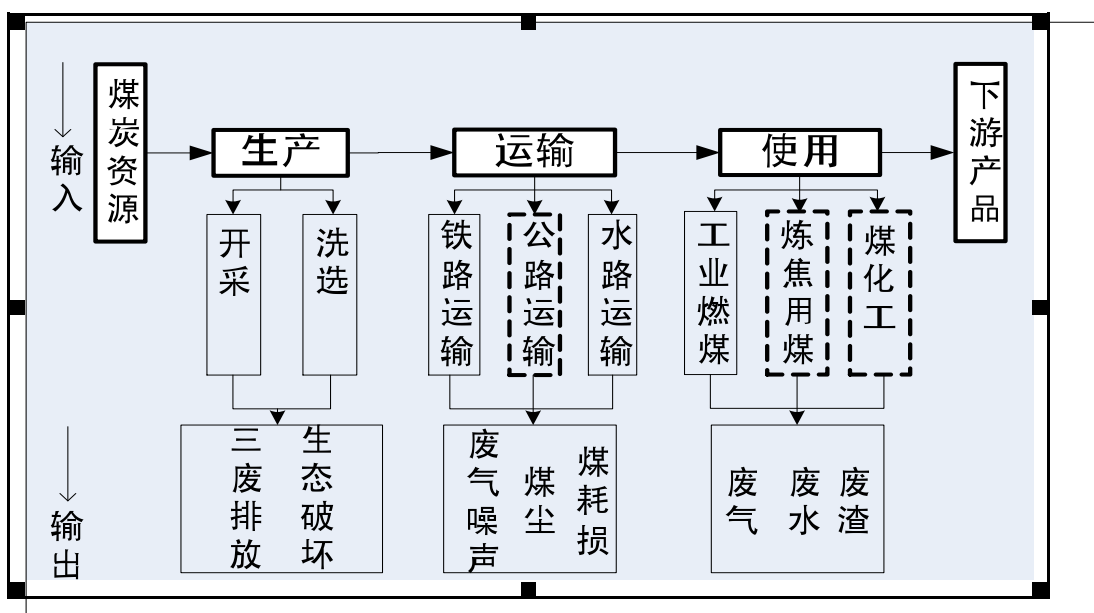 输入
煤炭资源
生产
运输
使用
下游产品
开采
洗选
铁路运输
公路运输
水路运输
工业燃煤
炼焦用煤
煤化工
输出
三废排放
生态破坏
废气噪声
煤尘
煤耗损
废气
废水
废渣